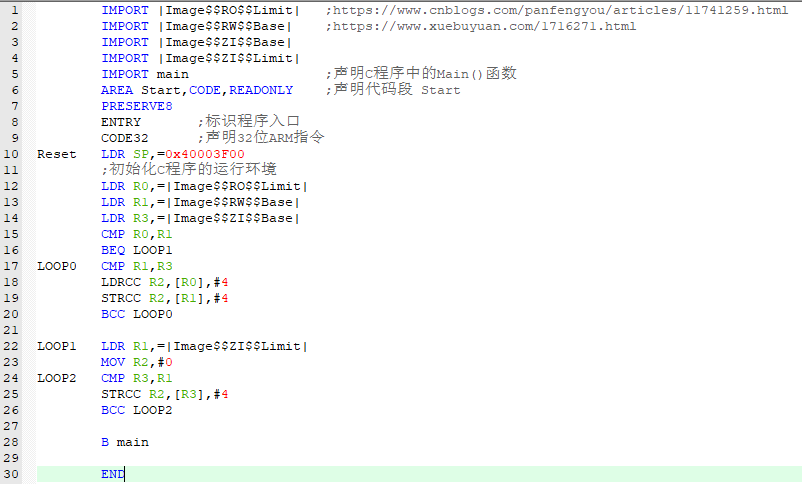 1 IMPORT |Image$$RO$$Limit| ;https://www.cnblogs.com/panfengyou/articles/11741259.html
2 IMPORT |Image$$RW$$Base| ;https://www.xuebuyuan.com/1716271.html
3 IMPORT |Image$$ZI$$Base|
4 IMPORT |Image$$ZI$$Limit|
5 IMPORT main ;声明C程序中的Main()函数
6 AREA Start,CODE,READONLY ;声明代码段 Start
7 PRESERVE8
8 ENTRY ;标识程序入口
9 CODE32 ;声明32位ARM指令
10 Reset LDR SP,=0x40003F00
11 ;初始化C程序的运行环境
12 LDR R0,=|Image$$RO$$Limit|
13 LDR R1,=|Image$$RW$$Base|
14 LDR R3,=|Image$$ZI$$Base|
15 CMP R0,R1
16 BEQ LOOP1
17 LOOP0 CMP R1,R3
18 LDRCC R2,[R0],#4
19 STRCC R2,[R1],#4
20 BCC LOOP0
21
22 LOOP1 LDR R1,=|Image$$ZI$$Limit|
23 MOV R2,#0
24 LOOP2 CMP R3,R1
25 STRCC R2,[R3],#4
26 BCC LOOP2
27
28 B main
29
30 END